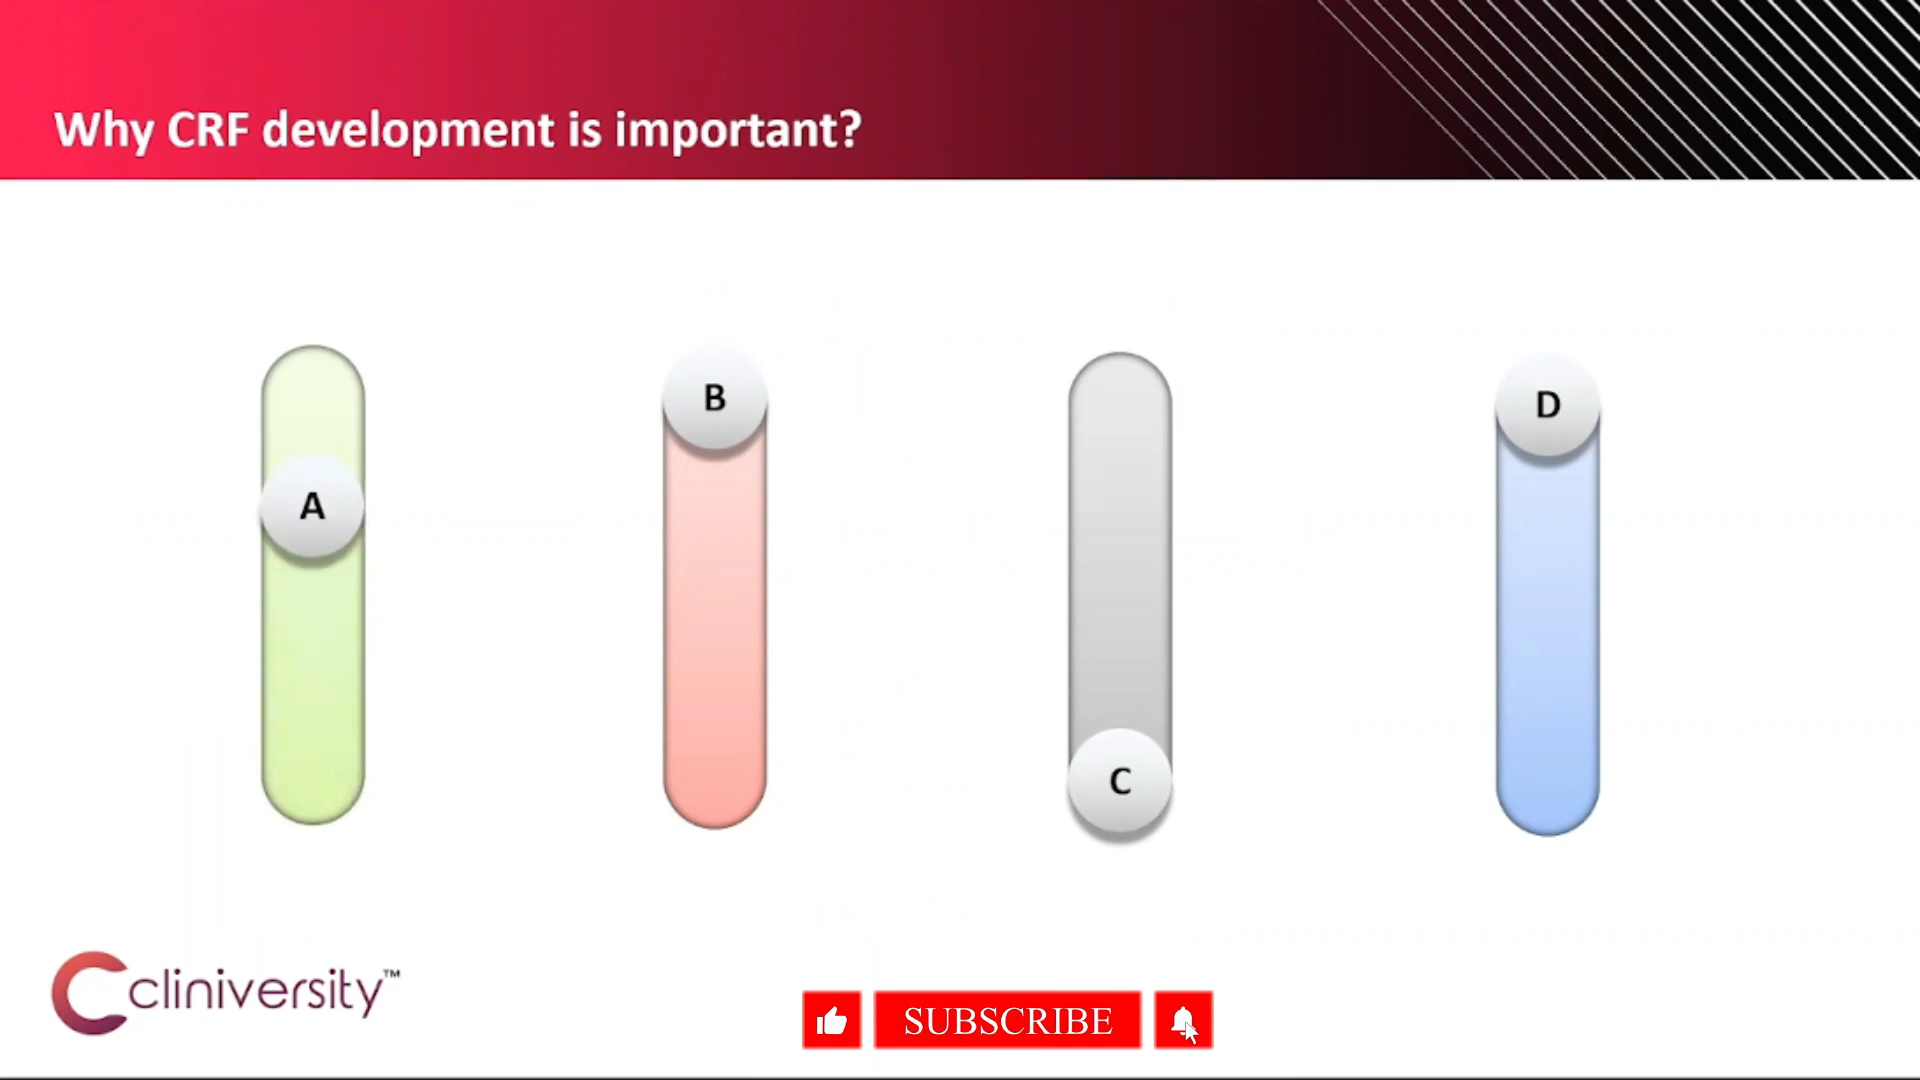 Why CRF development is important?
B
D
A
C
cliniversity™
SUBSCRIBE